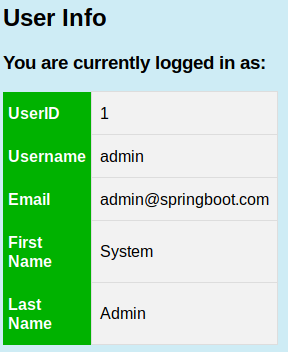 User Info
You are currently logged in as:
UserID 1
Username admin
Email admin@springboot.com
First
Name System
Last
Name Admin